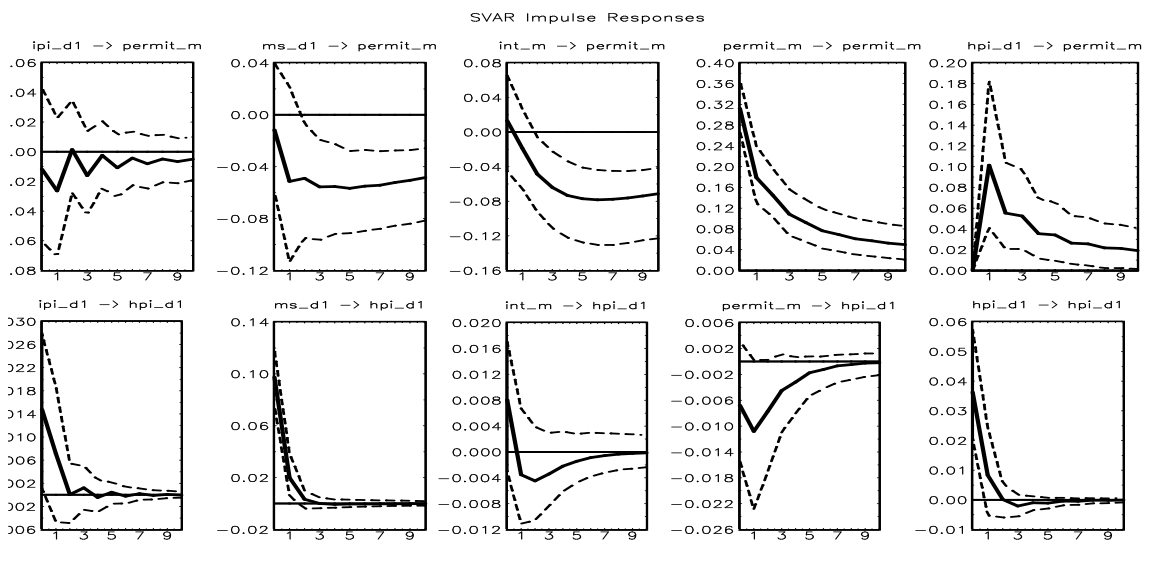 SVAR Impulse Responses
ipi_d1 -> permit_m ms_d1 -> permit_m int_m -> permit_m permit_m -> permit_m hpi_d1 -> permit_m
.06 0.04 0.08 0.40 0.20
0.36 0.18
.04 0.04 0.32 0.16
0.00 0.28 0.14
.02 0.00 0.24 0.12
.00 -0.04 0.20 0.10
-0.04 0.16 0.08
.02 0.12 0.06
.04 -0.08 -0.08 0.08 0.04
.06 -0.12 0.04 0.02
.08 -0.12 -0.16 0.00 0.00
1 3 5 7 9 1 3 5 7 9 1 3 5 7 9 1 3 5 7 9 1 3 5 7 9
ipi_d1 -> hpi_d1 ms_d1 -> hpi_d1 int_m -> hpi_d1 permit_m -> hpi_d1 hpi_d1 -> hpi_d1
030 0.14 0.020 0.006 0.06
026 0.016 0.002 0.05
022 0.10 0.012 -0.002 0.04
018 0.008 -0.006 0.03
014 0.06 0.004 -0.010 0.02
010 0.000 -0.014 0.01
006 0.02 -0.004 -0.018 0.00
002 -0.008 -0.022
002
006 -0.02 -0.012 -0.026 -0.01
1 3 5 7 9 1 3 5 7 9 1 3 5 7 9 1 3 5 7 9 1 3 5 7 9